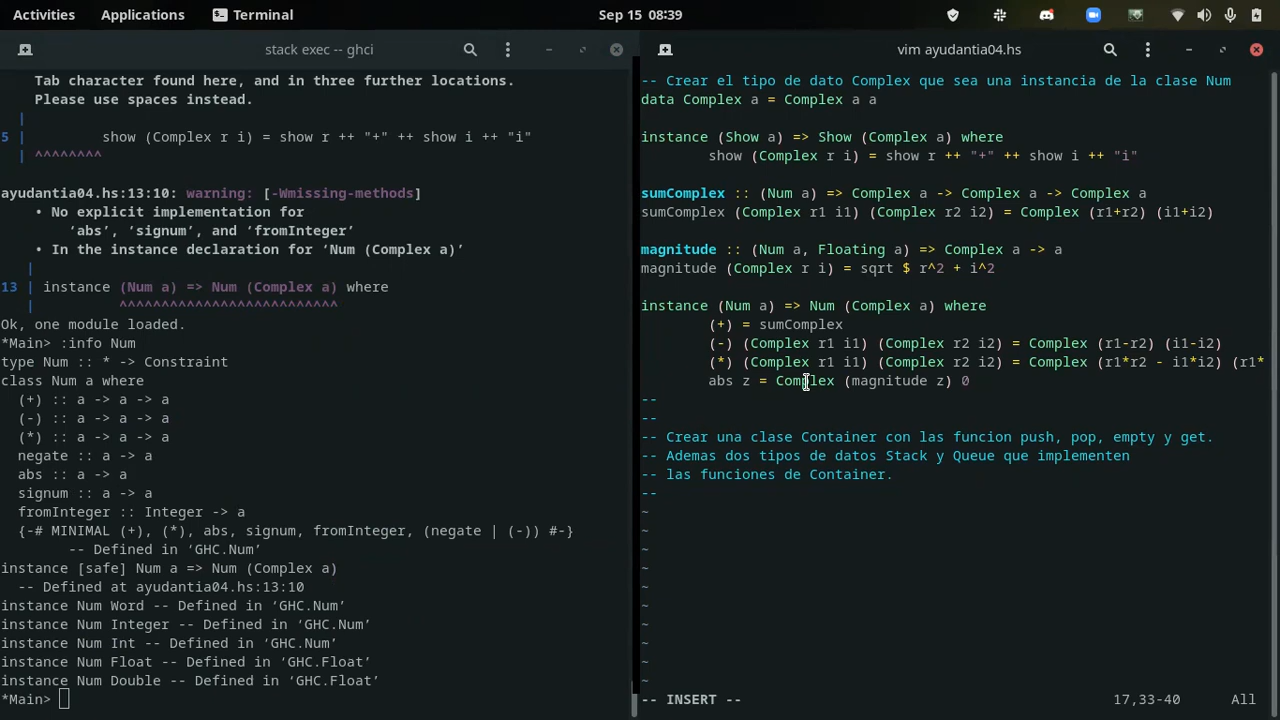 Activities Applications Terminal Sep 15 08:39
stack exec -- ghci
Tab character found here, and in three further locations.
Please use spaces instead.
|
5 | show (Complex r i) = show r ++ "+" ++ show i ++ "i"
| ^^^^^^^^
ayudantia04.hs:13:10: warning: [-Wmissing-methods]
• No explicit implementation for
‘abs’, ‘signum’, and ‘fromInteger’
• In the instance declaration for ‘Num (Complex a)’
|
13 | instance (Num a) => Num (Complex a) where
| ^^^^^^^^^^^^^^^^^^^^^^^^^^
Ok, one module loaded.
*Main> :info Num
type Num :: * -> Constraint
class Num a where
(+) :: a -> a -> a
(-) :: a -> a -> a
(*) :: a -> a -> a
negate :: a -> a
abs :: a -> a
signum :: a -> a
fromInteger :: Integer -> a
{-# MINIMAL (+), (*), abs, signum, fromInteger, (negate | (-)) #-}
-- Defined in ‘GHC.Num’
instance [safe] Num a => Num (Complex a)
-- Defined at ayudantia04.hs:13:10
instance Num Word -- Defined in ‘GHC.Num’
instance Num Integer -- Defined in ‘GHC.Num’
instance Num Int -- Defined in ‘GHC.Num’
instance Num Float -- Defined in ‘GHC.Float’
instance Num Double -- Defined in ‘GHC.Float’
*Main>
vim ayudantia04.hs
-- Crear el tipo de dato Complex que sea una instancia de la clase Num
data Complex a = Complex a a
instance (Show a) => Show (Complex a) where
show (Complex r i) = show r ++ "+" ++ show i ++ "i"
sumComplex :: (Num a) => Complex a -> Complex a -> Complex a
sumComplex (Complex r1 i1) (Complex r2 i2) = Complex (r1+r2) (i1+i2)
magnitude :: (Num a, Floating a) => Complex a -> a
magnitude (Complex r i) = sqrt $ r^2 + i^2
instance (Num a) => Num (Complex a) where
(+) = sumComplex
(-) (Complex r1 i1) (Complex r2 i2) = Complex (r1-r2) (i1-i2)
(*) (Complex r1 i1) (Complex r2 i2) = Complex (r1*r2 - i1*i2) (r1*
abs z = Complex (magnitude z) 0
--
--
-- Crear una clase Container con las funcion push, pop, empty y get.
-- Ademas dos tipos de datos Stack y Queue que implementen
-- las funciones de Container.
--
~
~
~
~
~
~
~
~
~
~
-- INSERT -- 17,33-40 All